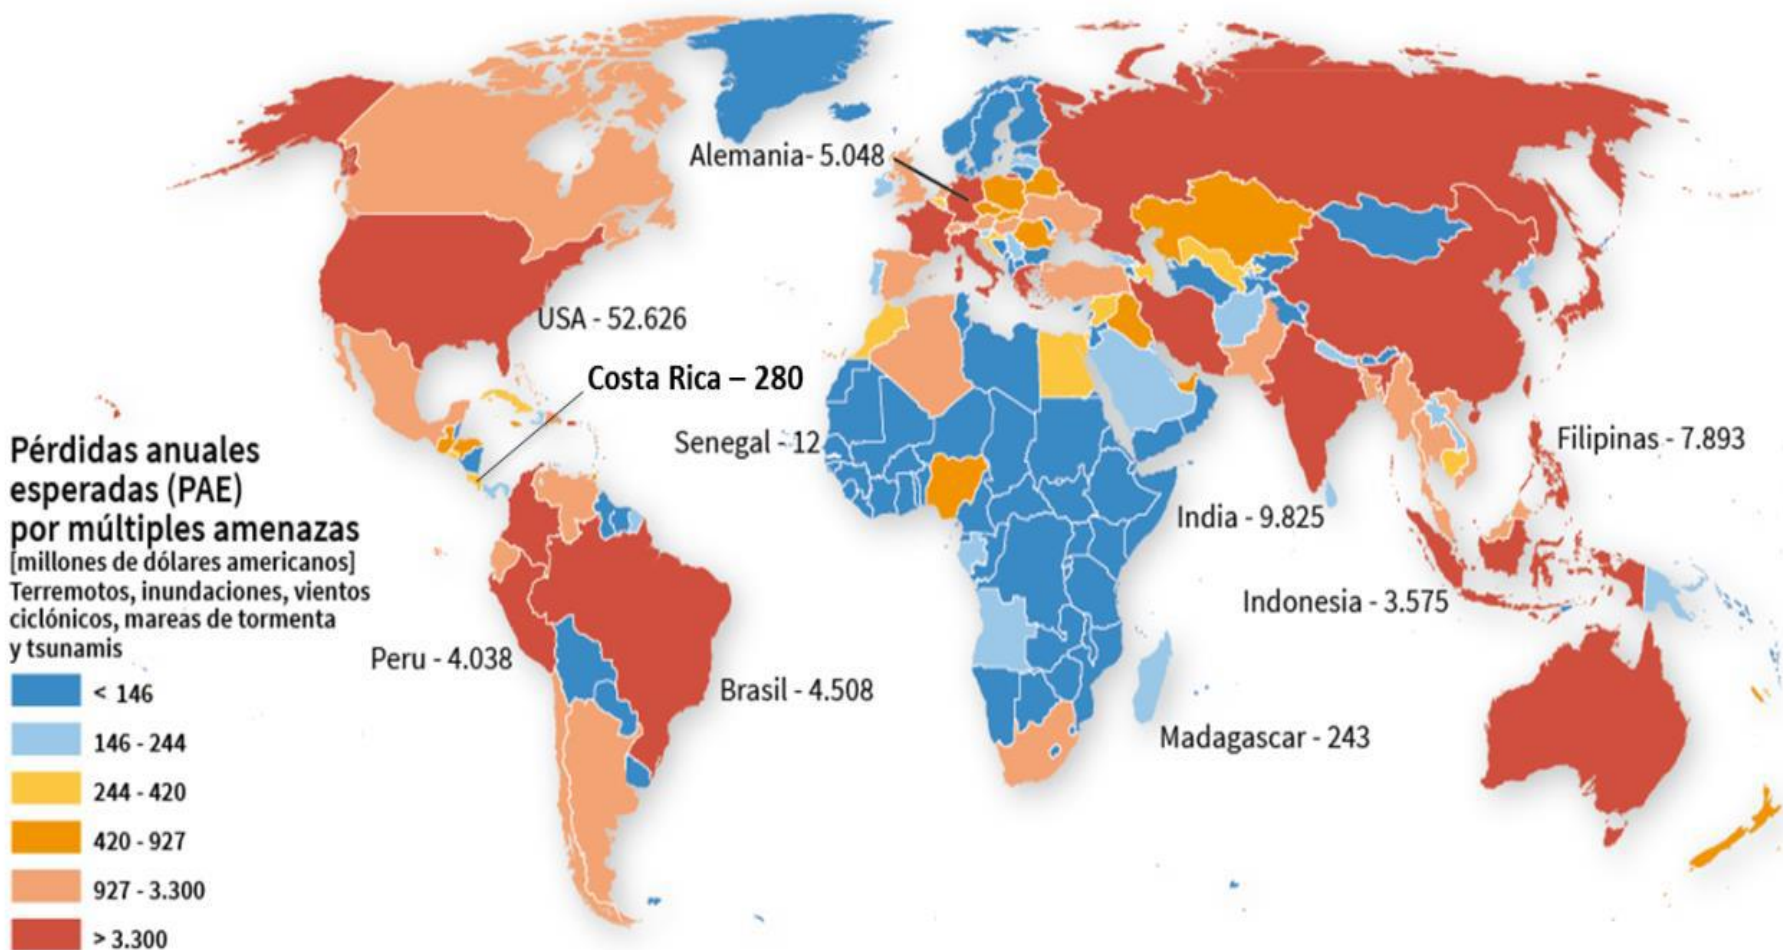 Alemania- 5.048
USA - 52.626
Costa Rica – 280
Senegal - 12
Filipinas - 7.893
India - 9.825
Indonesia - 3.575
Peru - 4.038
Brasil - 4.508
Madagascar - 243
Pérdidas anuales
esperadas (PAE)
por múltiples amenazas
[millones de dólares americanos]
Terremotos, inundaciones, vientos
ciclónicos, mareas de tormenta
y tsunamis
< 146
146 - 244
244 - 420
420 - 927
927 - 3.300
> 3.300